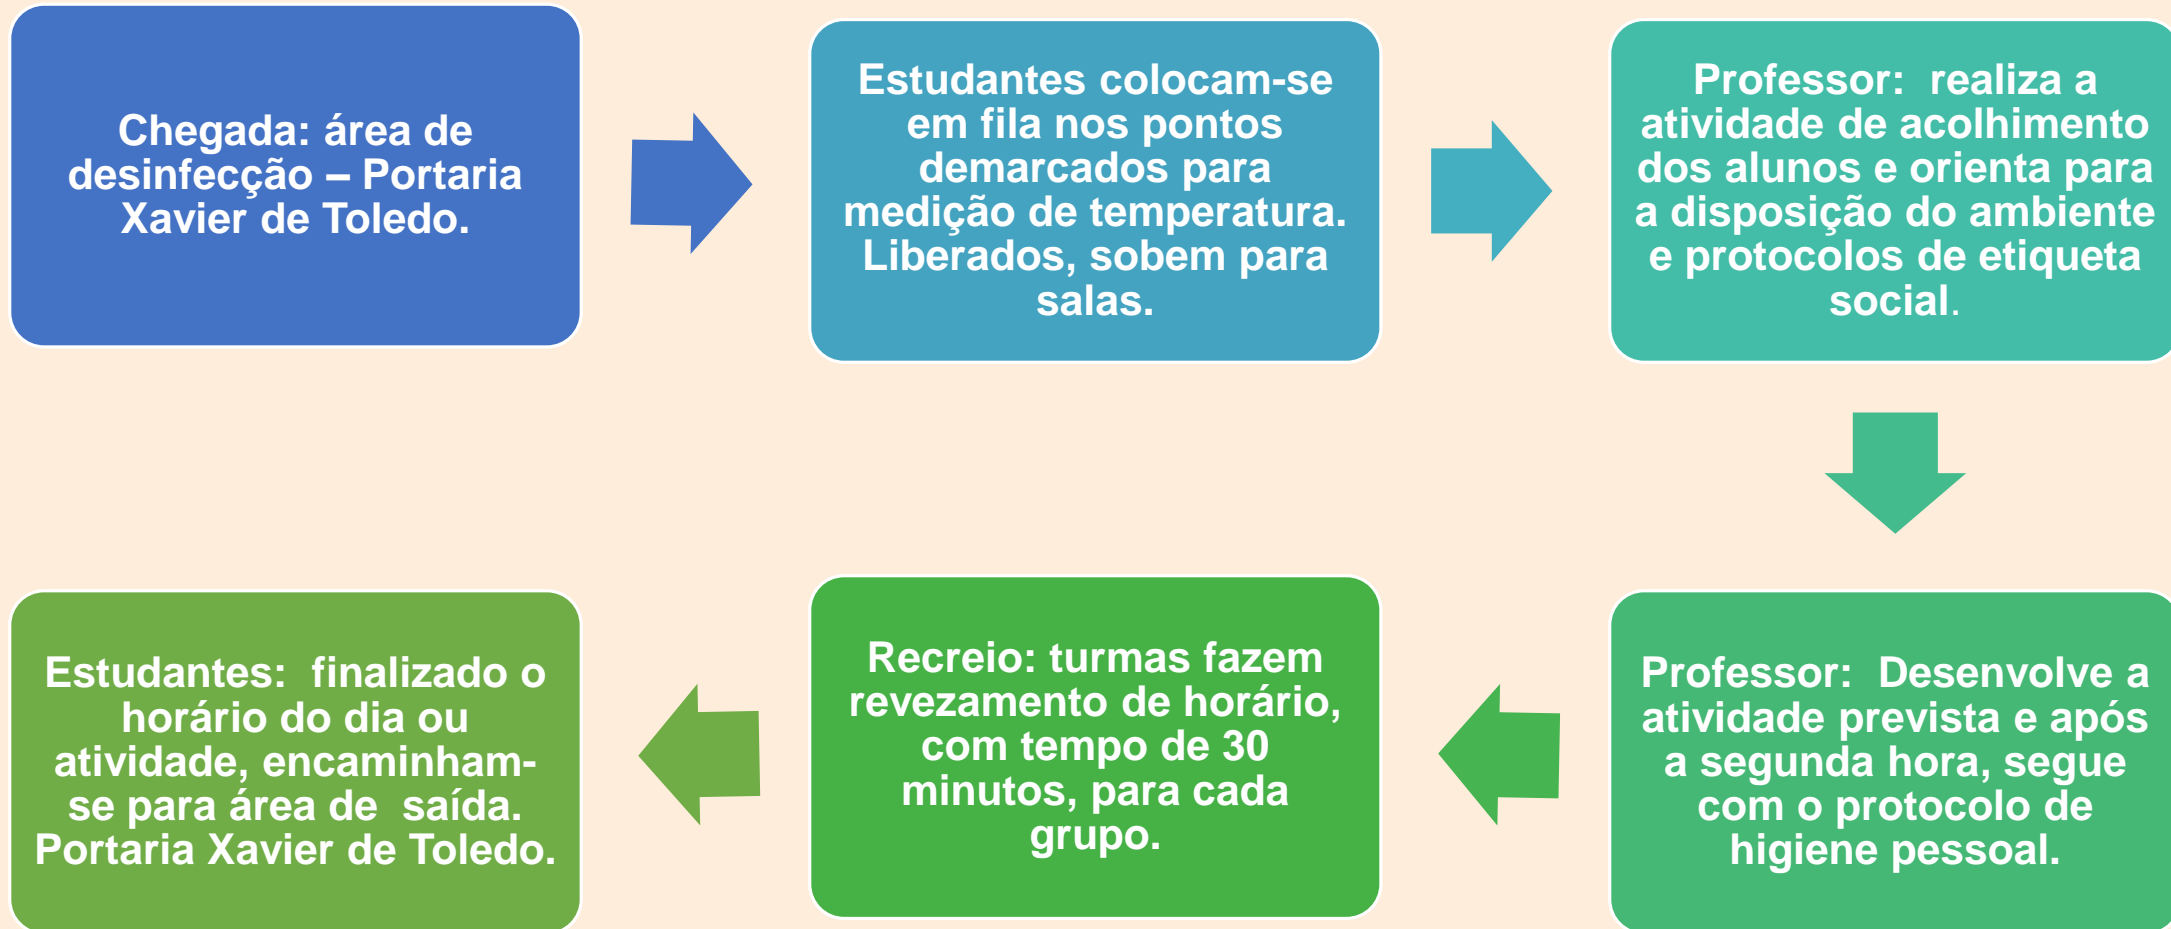 Chegada: área de
desinfecção – Portaria
Xavier de Toledo.
Estudantes colocam-se
em fila nos pontos
demarcados para
medição de temperatura.
Liberados, sobem para
salas.
Professor: realiza a
atividade de acolhimento
dos alunos e orienta para
a disposição do ambiente
e protocolos de etiqueta
social.
Professor: Desenvolve a
atividade prevista e após
a segunda hora, segue
com o protocolo de
higiene pessoal.
Recreio: turmas fazem
revezamento de horário,
com tempo de 30
minutos, para cada
grupo.
Estudantes: finalizado o
horário do dia ou
atividade, encaminham-
se para área de saída.
Portaria Xavier de Toledo.